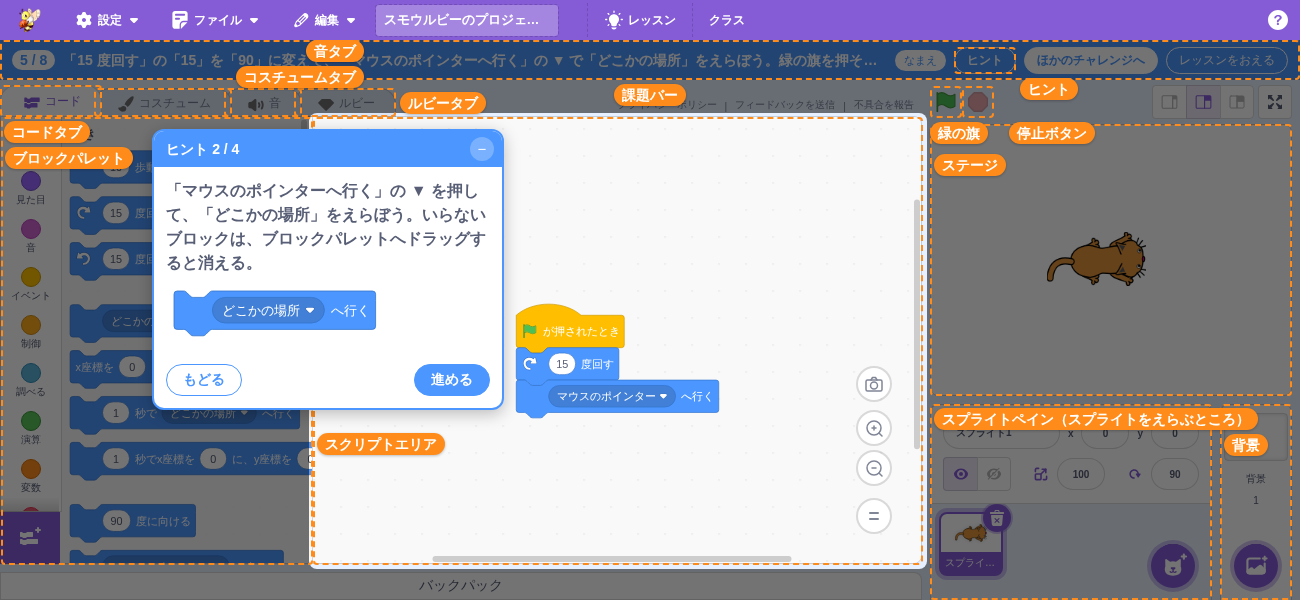 設定
ファイル
編集
スモウルビーのプロジェ…
レッスン
クラス
?
5 / 8
「15 度回す」の「15」を「90」に変え
マウスのポインターへ行く」の ▼ で「どこかの場所」をえらぼう。緑の旗を押そ…
なまえ
ヒント
ほかのチャレンジへ
レッスンをおえる
音タブ
コスチュームタブ
ルビータブ
課題バー
ヒント
コード
コスチューム
音
ルビー
ポリシー | フィードバックを送信 | 不具合を報告
コードタブ
ブロックパレット
緑の旗
停止ボタン
ステージ
見た目
音
イベント
制御
調べる
演算
変数
15 度回
15 度回
どこかの
x座標を 0
1 秒で どこかの場所 へ行く
1 秒でx座標を 0 に、y座標を
90 度に向ける
ヒント 2 / 4
「マウスのポインターへ行く」の ▼ を押し
て、「どこかの場所」をえらぼう。いらない
ブロックは、ブロックパレットへドラッグす
ると消える。
どこかの場所 へ行く
もどる
進める
が押されたとき
15 度回す
マウスのポインター へ行く
スクリプトエリア
スプライトペイン（スプライトをえらぶところ）
背景
スプライト1
x 0 y 0
100
90
背景
1
スプライ…
バックパック